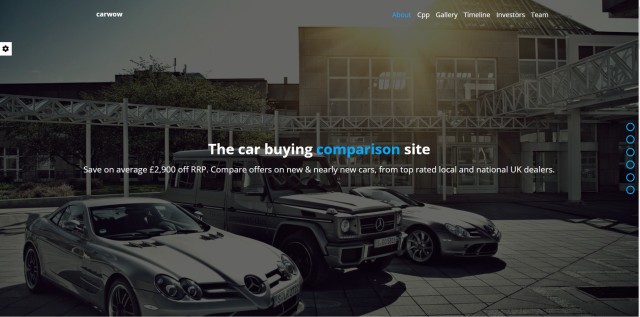 carwow
About Cpp Gallery Timeline Investors Team
The car buying comparison site
Save on average £2,900 off RRP. Compare offers on new & nearly new cars, from top rated local and national UK dealers.